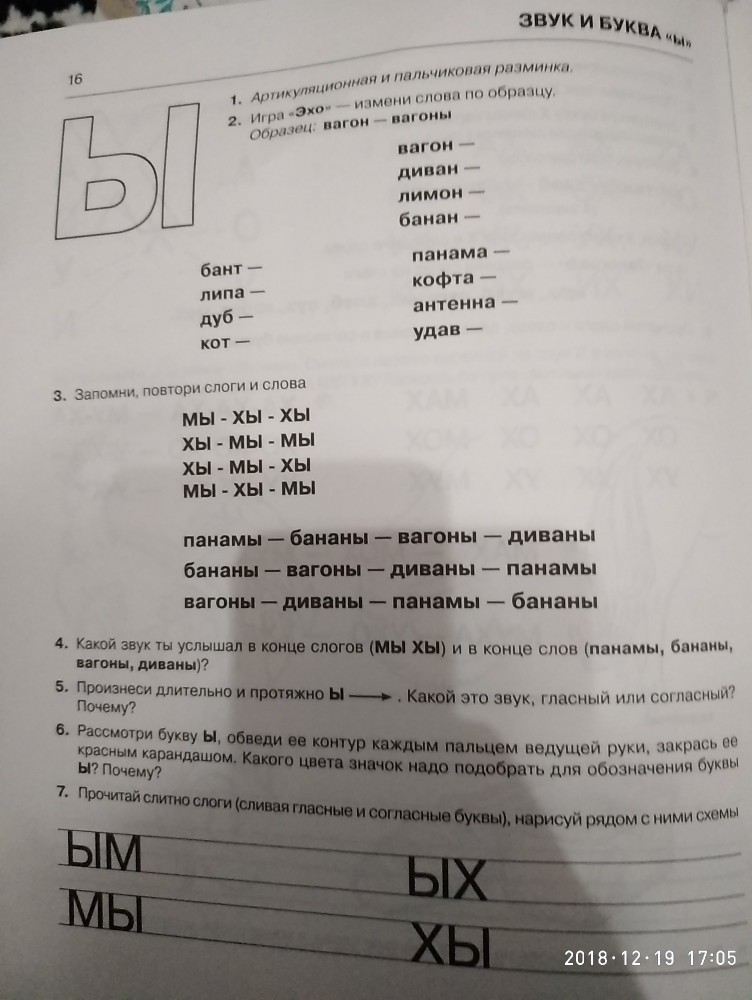 ЗВУК И БУКВА «Ы»
16
Ы
1. Артикуляционная и пальчиковая разминка.
2. Игра «Эхо» — измени слова по образцу.
Образец: вагон — вагоны
вагон —
диван —
лимон —
банан —
бант —
липа —
дуб —
кот —
панама —
кофта —
антенна —
удав —
3. Запомни, повтори слоги и слова
МЫ - ХЫ - ХЫ
ХЫ - МЫ - МЫ
ХЫ - МЫ - ХЫ
МЫ - ХЫ - МЫ
панамы — бананы — вагоны — диваны
бананы — вагоны — диваны — панамы
вагоны — диваны — панамы — бананы
4. Какой звук ты услышал в конце слогов (МЫ ХЫ) и в конце слов (панамы, бананы,
вагоны, диваны)?
5. Произнеси длительно и протяжно Ы → . Какой это звук, гласный или согласный?
Почему?
6. Рассмотри букву Ы, обведи ее контур каждым пальцем ведущей руки, закрась ее
красным карандашом. Какого цвета значок надо подобрать для обозначения буквы
Ы? Почему?
7. Прочитай слитно слоги (сливая гласные и согласные буквы), нарисуй рядом с ними схемы
ЫМ ЫХ
МЫ ХЫ
2018·12·19 17:05